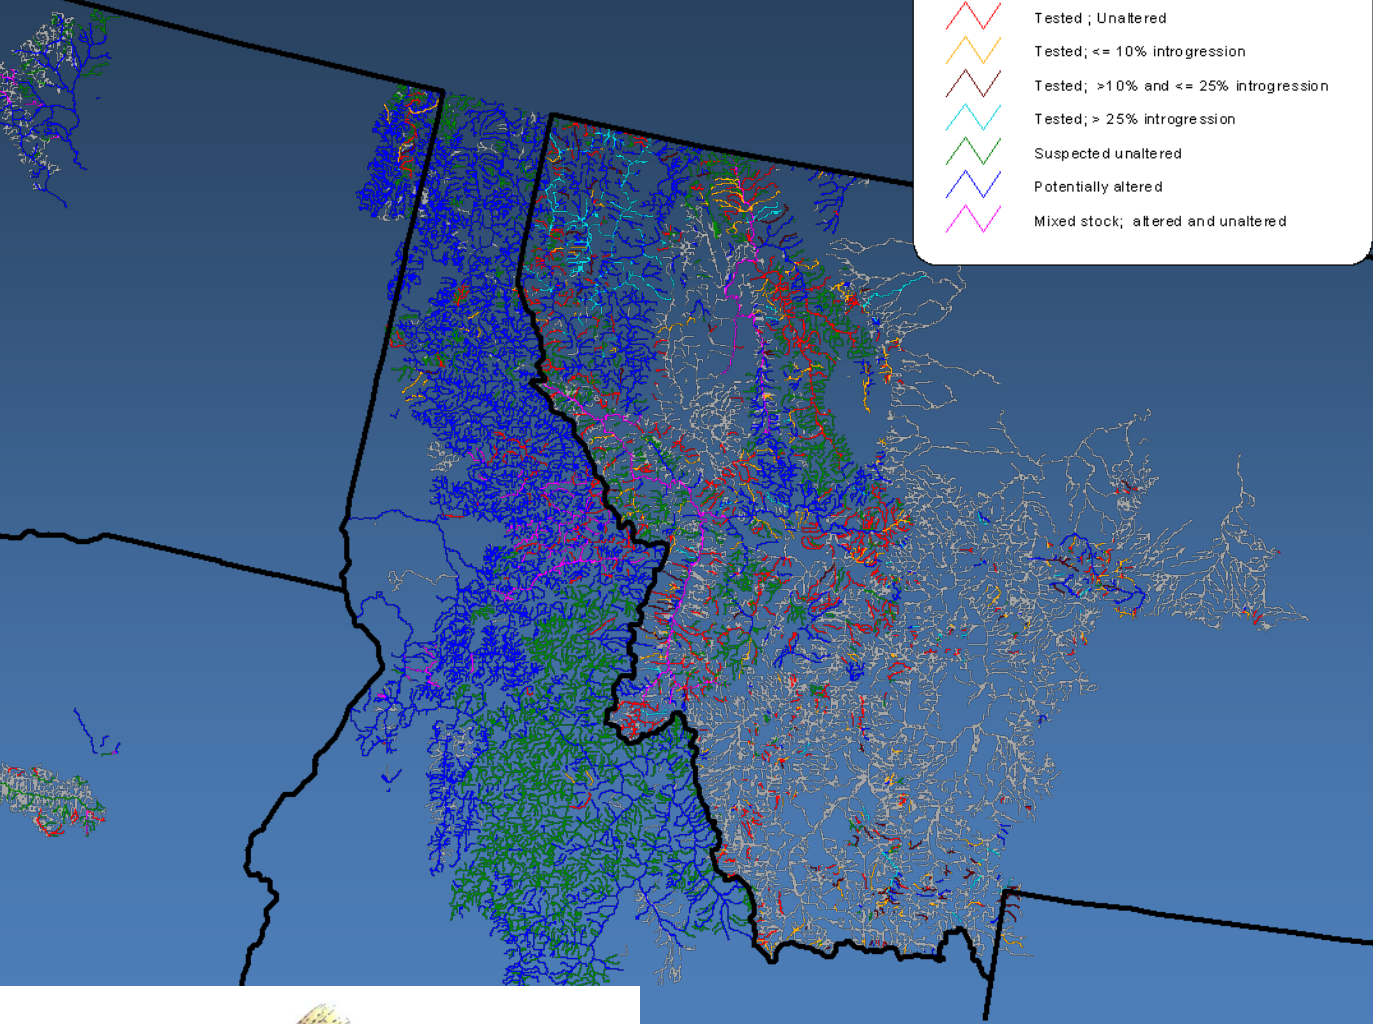 Tested ; Unaltered
Tested; <= 10% introgression
Tested; >10% and <= 25% introgression
Tested; > 25% introgression
Suspected unaltered
Potentially altered
Mixed stock; altered and unaltered